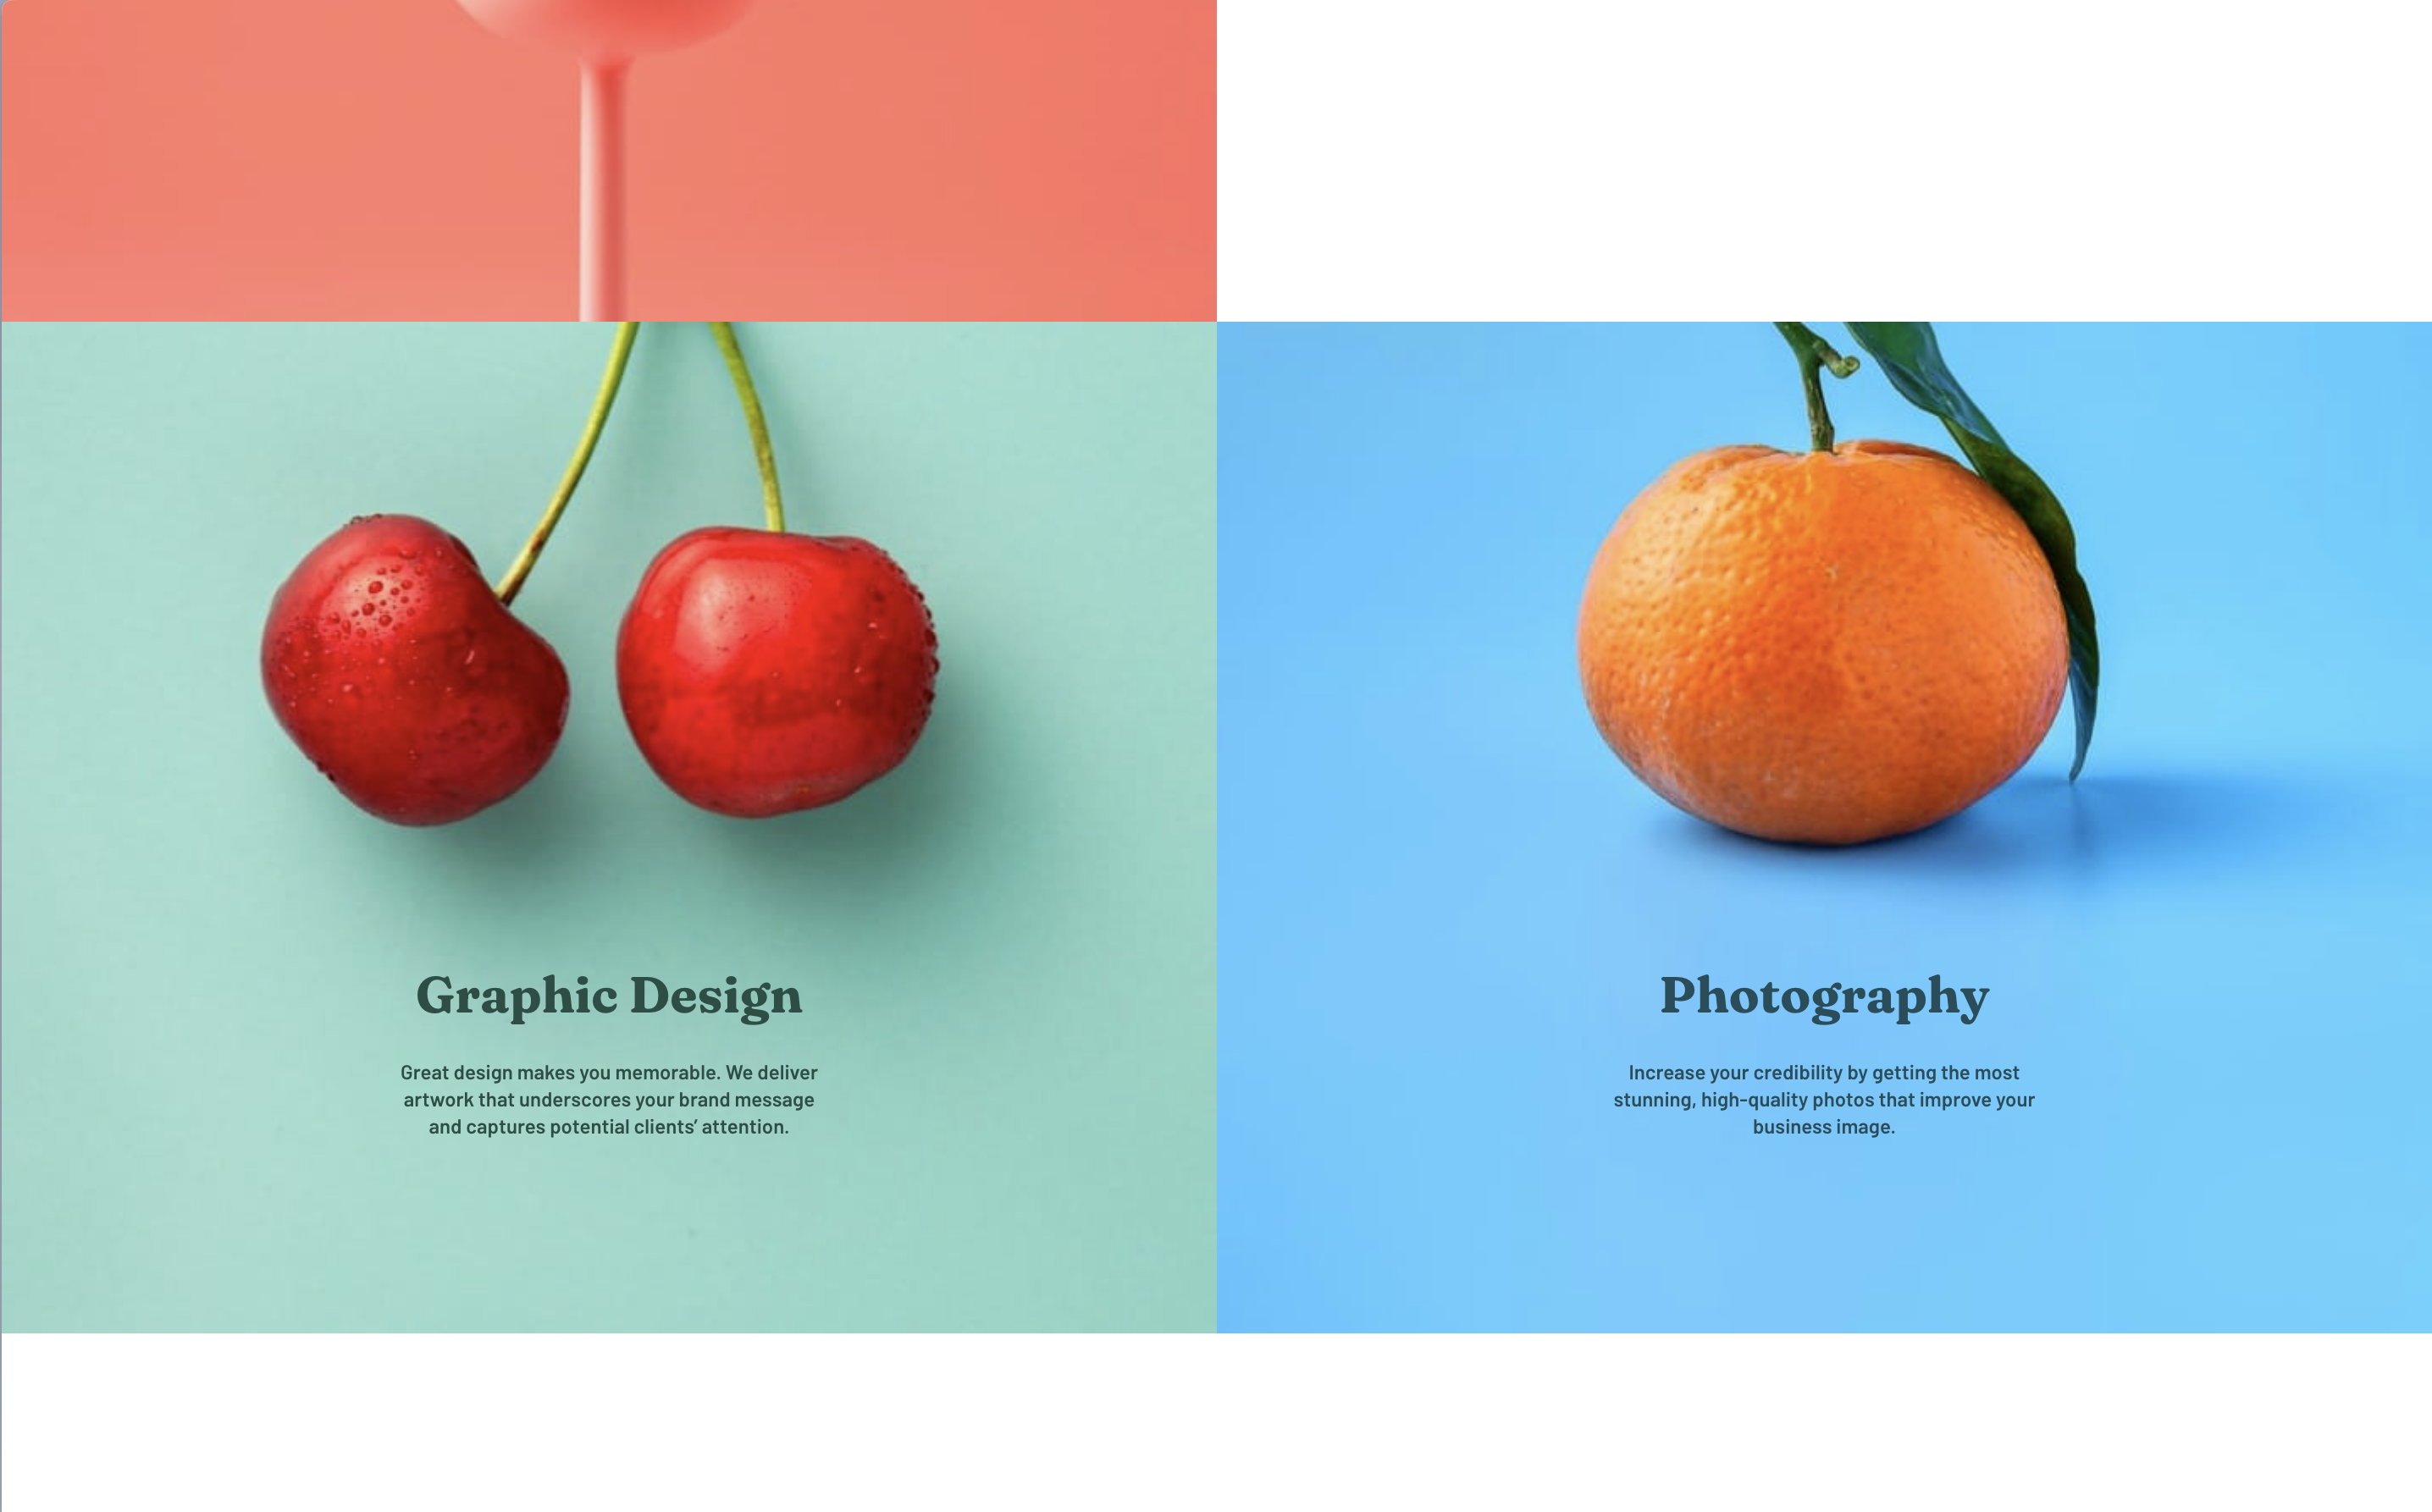 Graphic Design
Great design makes you memorable. We deliver
artwork that underscores your brand message
and captures potential clients’ attention.
Photography
Increase your credibility by getting the most
stunning, high-quality photos that improve your
business image.